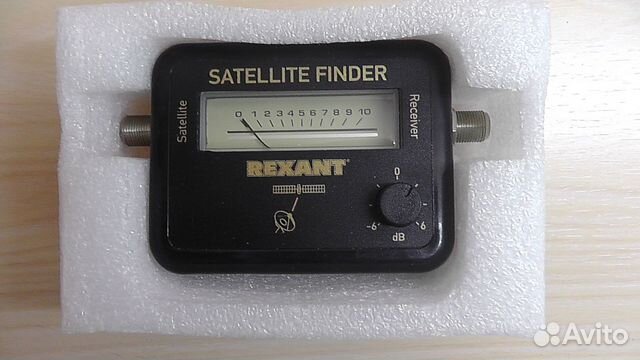 SATELLITE FINDER
Satellite
0 1 2 3 4 5 6 7 8 9 10
Receiver
REXANT®
0
-6 6
dB
Avito